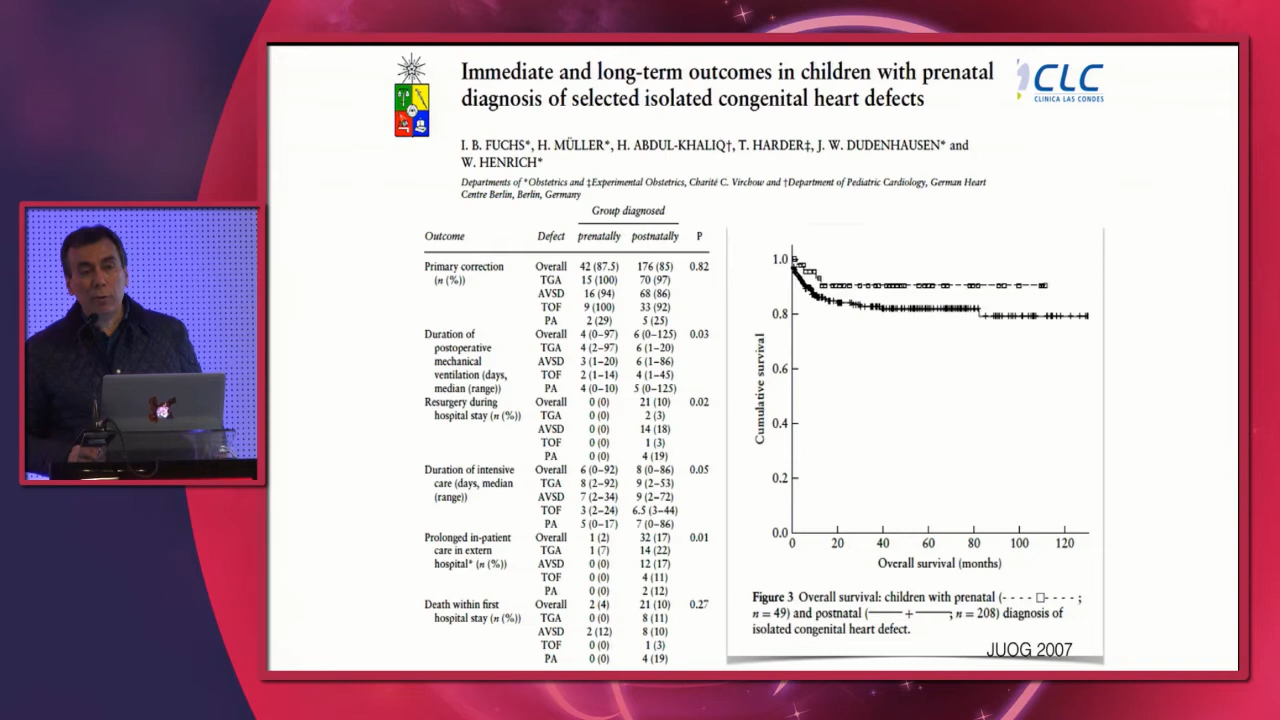 Immediate and long-term outcomes in children with prenatal
diagnosis of selected isolated congenital heart defects
CLC
CLINICA LAS CONDES
I. B. FUCHS*, H. MÜLLER*, H. ABDUL-KHALIQ†, T. HARDER‡, J. W. DUDENHAUSEN* and
W. HENRICH*
Departments of *Obstetrics and ‡Experimental Obstetrics, Charité C. Virchow and †Department of Pediatric Cardiology, German Heart
Centre Berlin, Berlin, Germany
Group diagnosed
Outcome Defect prenatally postnatally P
Primary correction Overall 42 (87.5) 176 (85) 0.82
(n (%)) TGA 15 (100) 70 (97)
AVSD 16 (94) 68 (86)
TOF 9 (100) 33 (92)
PA 2 (29) 5 (25)
Duration of Overall 4 (0–97) 6 (0–125) 0.03
postoperative TGA 4 (2–97) 6 (1–20)
mechanical AVSD 3 (1–20) 6 (1–86)
ventilation (days, TOF 2 (1–14) 4 (1–45)
median (range)) PA 4 (0–10) 5 (0–125)
Resurgery during Overall 0 (0) 21 (10) 0.02
hospital stay (n (%)) TGA 0 (0) 2 (3)
AVSD 0 (0) 14 (18)
TOF 0 (0) 1 (3)
PA 0 (0) 4 (19)
Duration of intensive Overall 6 (0–92) 8 (0–86) 0.05
care (days, median TGA 8 (2–92) 9 (2–53)
(range)) AVSD 7 (2–34) 9 (2–72)
TOF 3 (2–24) 6.5 (3–44)
PA 5 (0–17) 7 (0–86)
Prolonged in-patient Overall 1 (2) 32 (17) 0.01
care in extern TGA 1 (7) 14 (22)
hospital* (n (%)) AVSD 0 (0) 12 (17)
TOF 0 (0) 4 (11)
PA 0 (0) 2 (12)
Death within first Overall 2 (4) 21 (10) 0.27
hospital stay (n (%)) TGA 0 (0) 8 (11)
AVSD 2 (12) 8 (10)
TOF 0 (0) 1 (3)
PA 0 (0) 4 (19)
Cumulative survival
1.0
0.8
0.6
0.4
0.2
0.0
0 20 40 60 80 100 120
Overall survival (months)
Figure 3 Overall survival: children with prenatal (- - - - □- - - - ;
n = 49) and postnatal (——+——; n = 208) diagnosis of
isolated congenital heart defect.
JUOG 2007